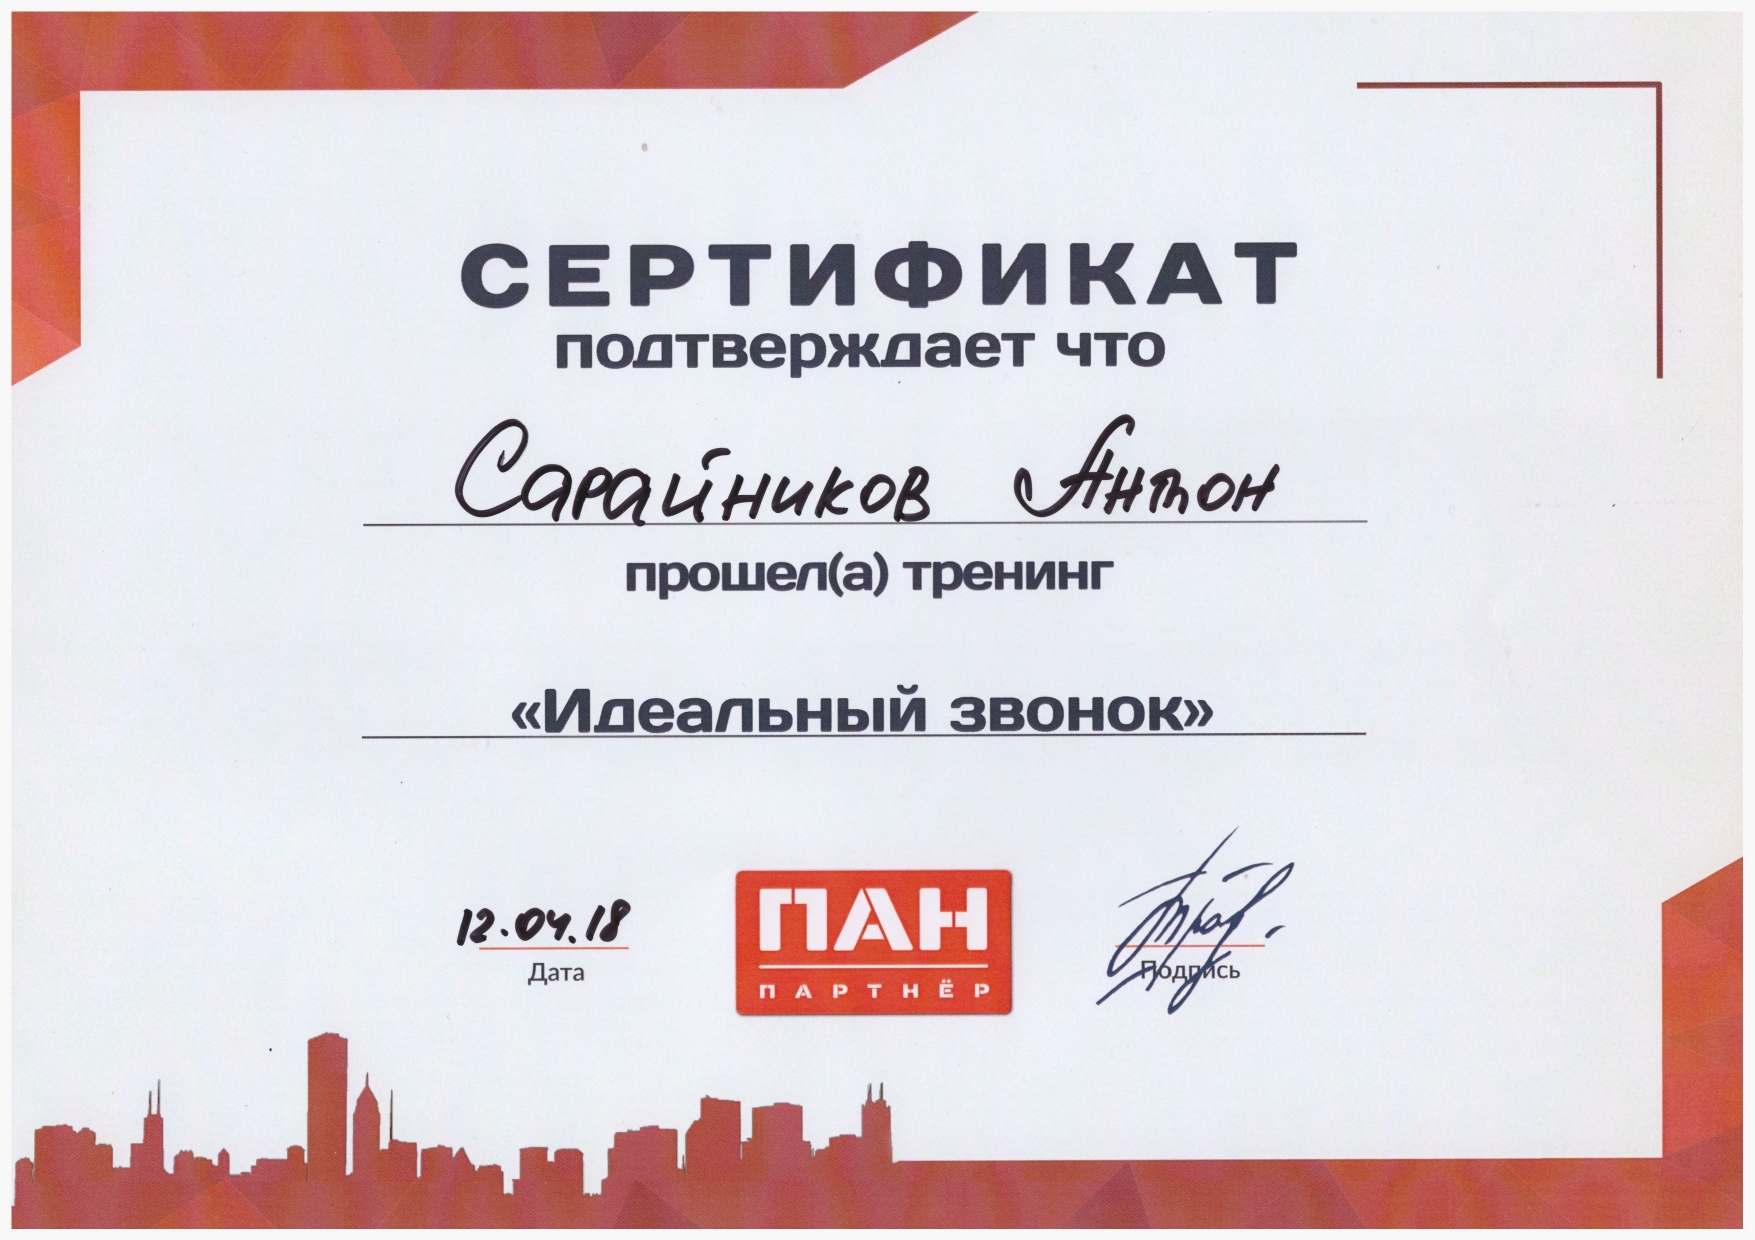 СЕРТИФИКАТ
подтверждает что
Сарайников Антон
прошел(а) тренинг
«Идеальный звонок»
12.04.18
Дата
ПАН
ПАРТНЁР
Подпись